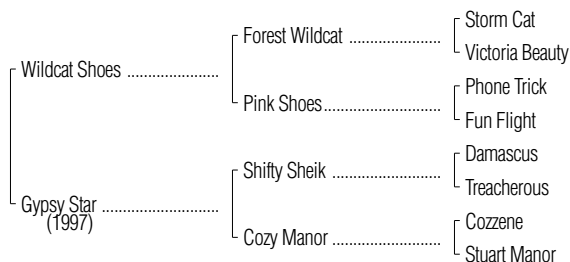 Storm Cat
Forest Wildcat ....................
Victoria Beauty
Wildcat Shoes ....................
Phone Trick
Pink Shoes..........................
Fun Flight
Damascus
Shifty Sheik ........................
Treacherous
Gypsy Star ..........................
(1997)
Cozzene
Cozy Manor ........................
Stuart Manor